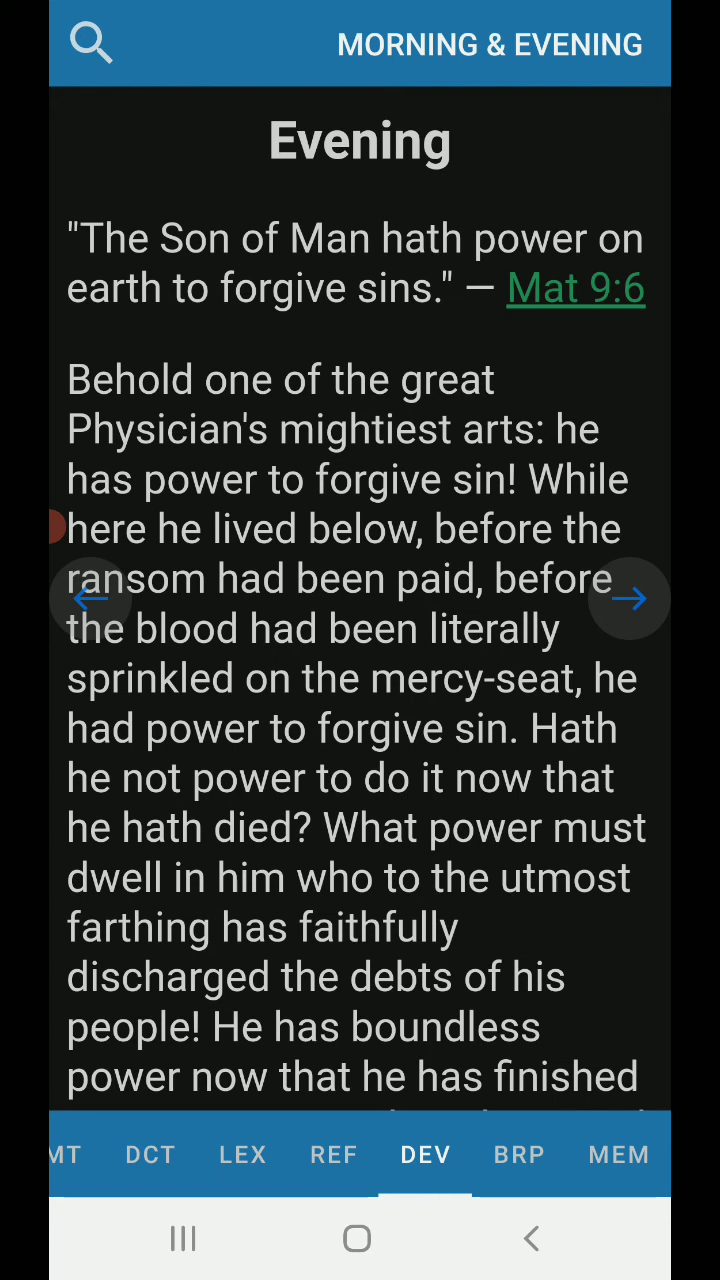 MORNING & EVENING
Evening
"The Son of Man hath power on
earth to forgive sins." — Mat 9:6
Behold one of the great
Physician's mightiest arts: he
has power to forgive sin! While
here he lived below, before the
ransom had been paid, before
the blood had been literally
sprinkled on the mercy-seat, he
had power to forgive sin. Hath
he not power to do it now that
he hath died? What power must
dwell in him who to the utmost
farthing has faithfully
discharged the debts of his
people! He has boundless
power now that he has finished
MT DCT LEX REF DEV BRP MEM